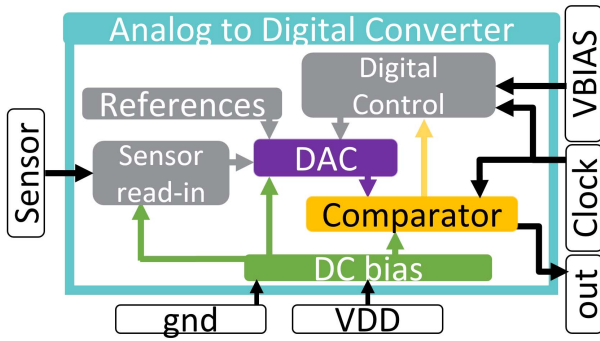 Analog to Digital Converter
Digital
Control
VBIAS
References
Sensor
Sensor
read-in
DAC
Clock
Comparator
DC bias
out
gnd
VDD